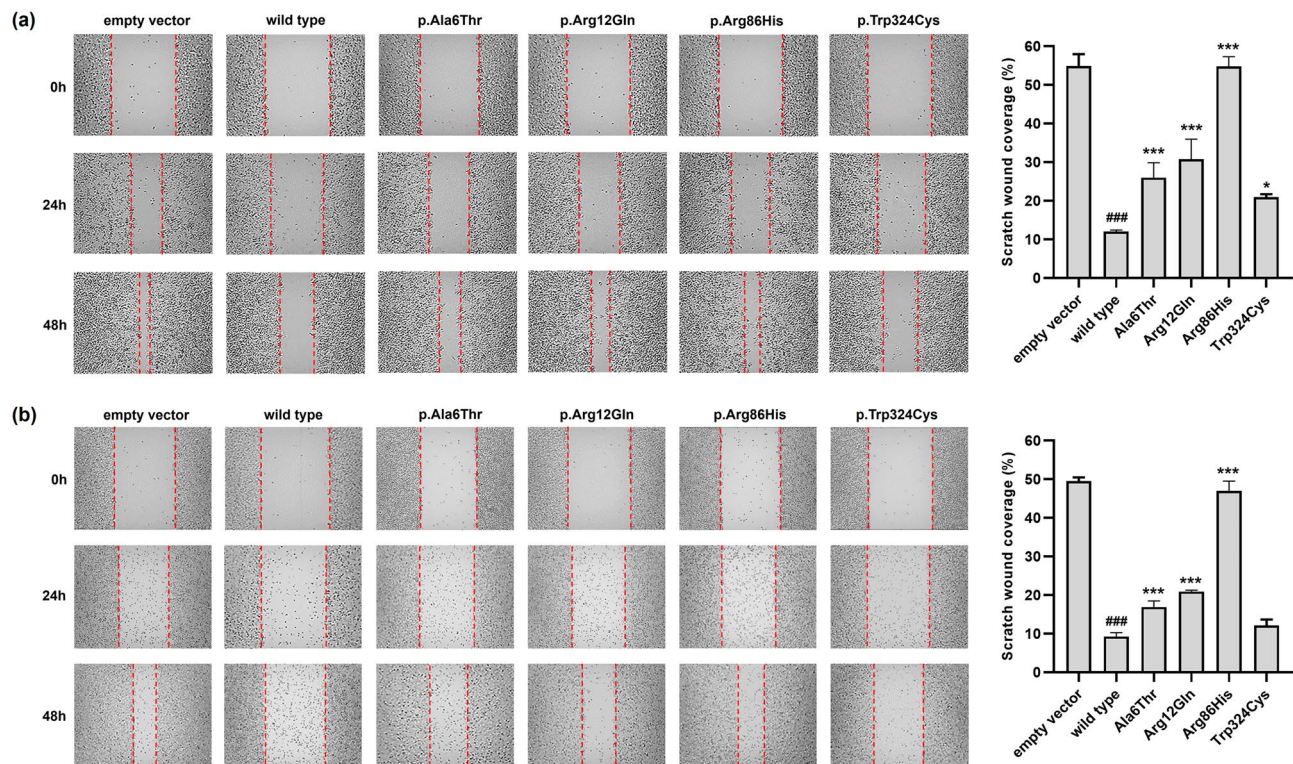 (a)
empty vector wild type p.Ala6Thr p.Arg12Gln p.Arg86His p.Trp324Cys
0h
24h
48h
Scratch wound coverage (%)
60
50
40
30
20
10
0
###
***
***
***
*
empty vector
wild type
Ala6Thr
Arg12Gln
Arg86His
Trp324Cys
(b)
empty vector wild type p.Ala6Thr p.Arg12Gln p.Arg86His p.Trp324Cys
0h
24h
48h
Scratch wound coverage (%)
60
50
40
30
20
10
0
###
***
***
***
empty vector
wild type
Ala6Thr
Arg12Gln
Arg86His
Trp324Cys